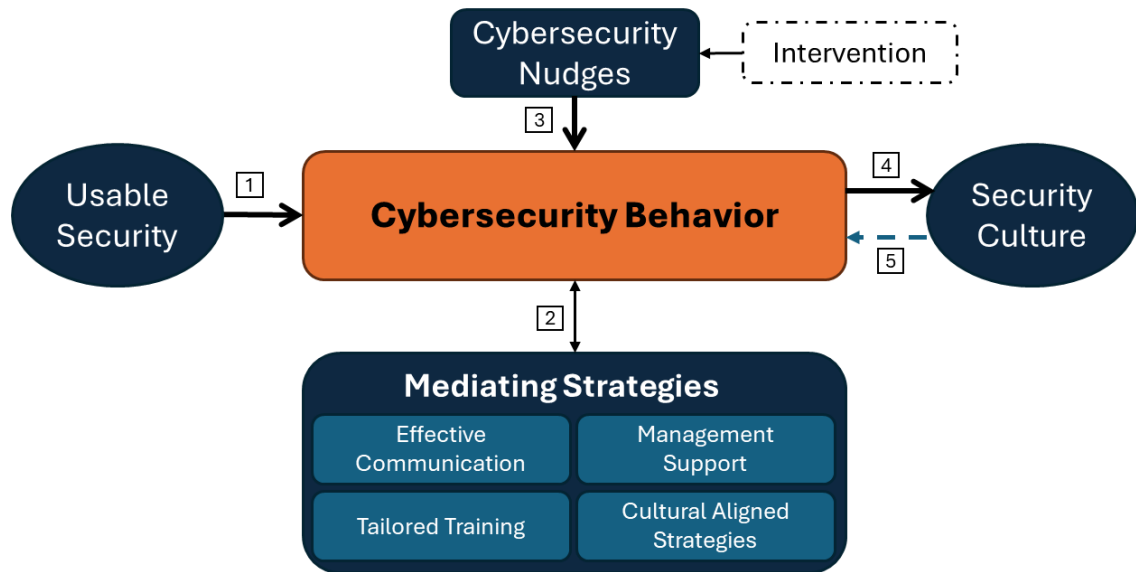 Cybersecurity
Nudges
Intervention
3
Usable
Security
1
Cybersecurity Behavior
4
5
Security
Culture
2
Mediating Strategies
Effective
Communication
Management
Support
Tailored Training
Cultural Aligned
Strategies